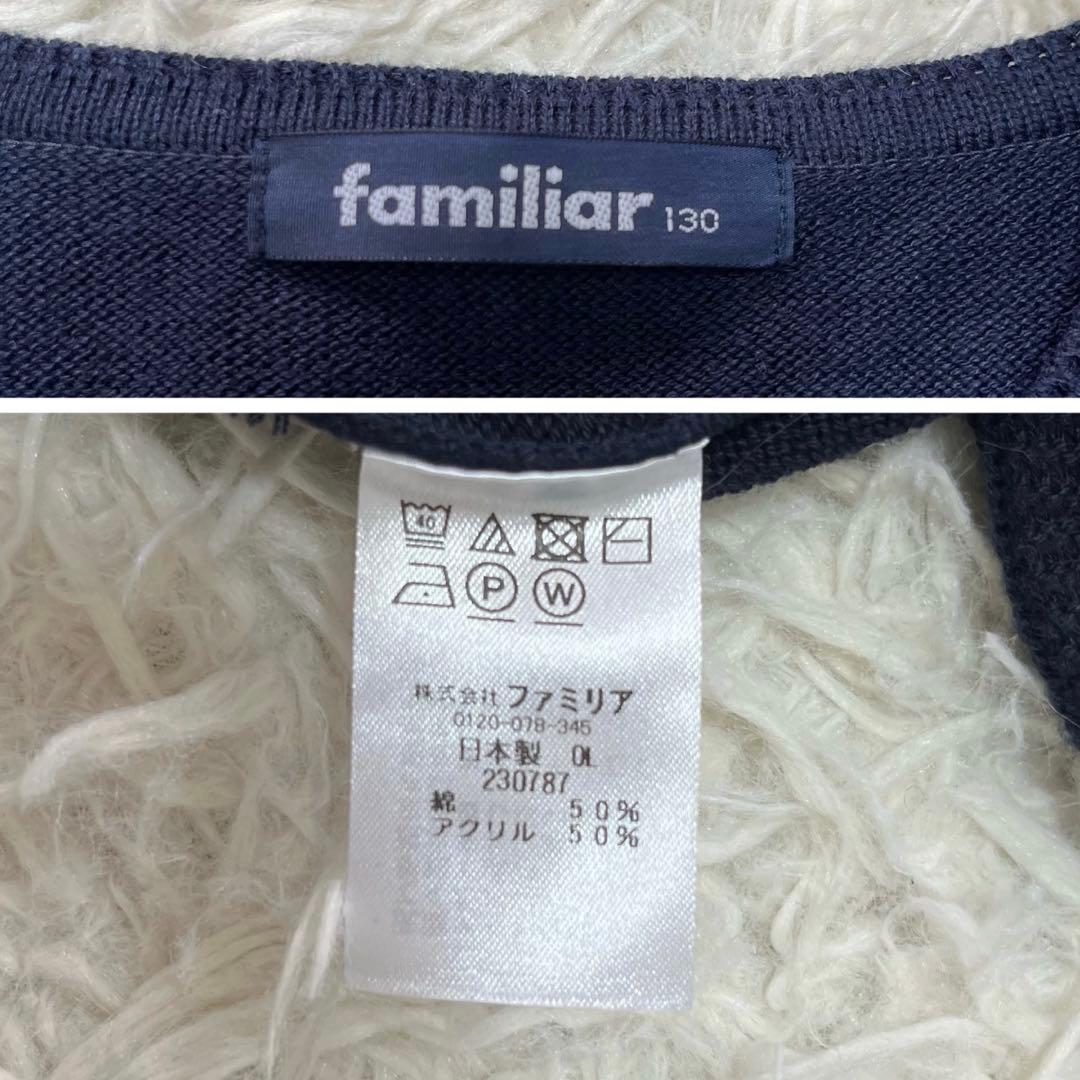 familiar 130
40
P W
株式会社 ファミリア
0120-078-345
日本製 OL
230787
綿 50%
アクリル 50%